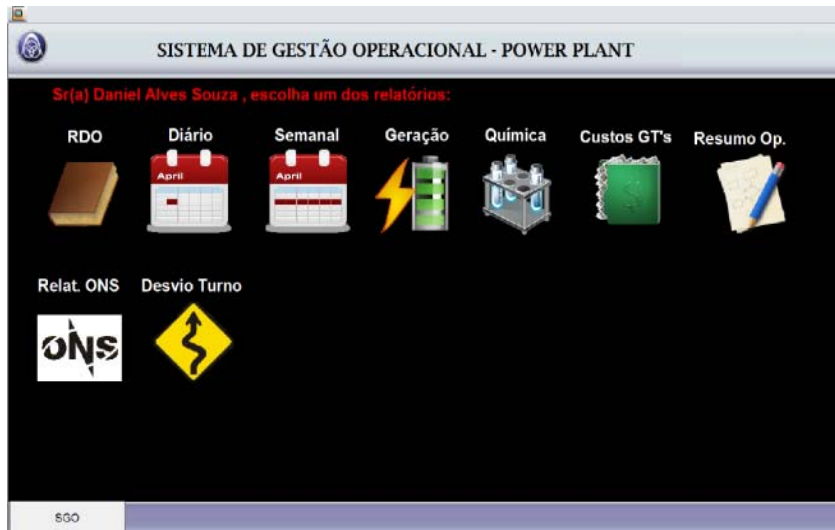 SISTEMA DE GESTÃO OPERACIONAL - POWER PLANT
Sr(a) Daniel Alves Souza , escolha um dos relatórios:
RDO Diário Semanal Geração Química Custos GT's Resumo Op.
April April
Relat. ONS Desvio Turno
ONS
SGO